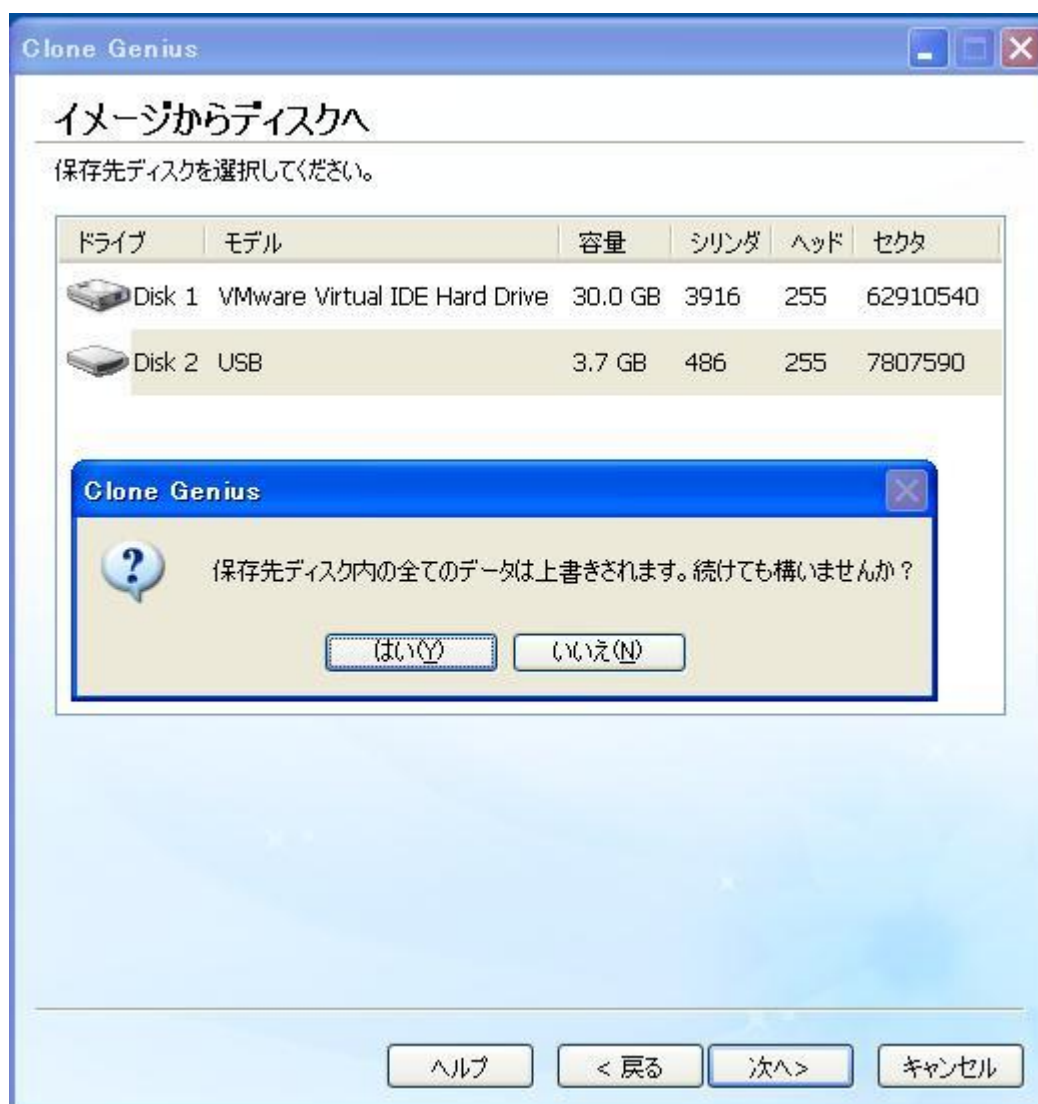 Clone Genius
イメージからディスクへ
保存先ディスクを選択してください。
ドライブ モデル 容量 シリンダ ヘッド セクタ
Disk 1 VMware Virtual IDE Hard Drive 30.0 GB 3916 255 62910540
Disk 2 USB 3.7 GB 486 255 7807590
Clone Genius
保存先ディスク内の全てのデータは上書きされます。続けても構いませんか?
はい(Y) いいえ(N)
ヘルプ < 戻る 次へ> キャンセル